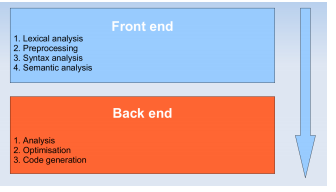 Front end
1. Lexical analysis
2. Preprocessing
3. Syntax analysis
4. Semantic analysis
Back end
1. Analysis
2. Optimisation
3. Code generation